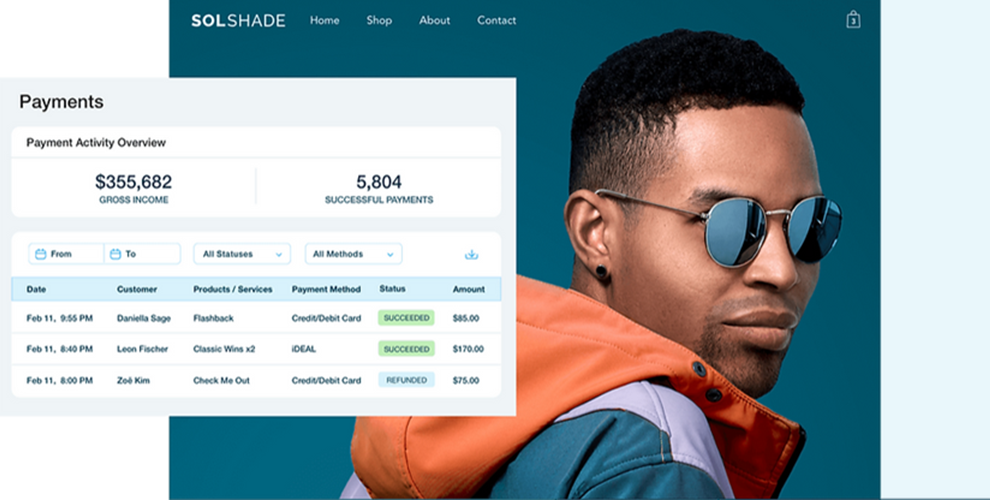 SOLSHADE Home Shop About Contact 3
Payments
Payment Activity Overview
$355,682 5,804
GROSS INCOME SUCCESSFUL PAYMENTS
From To All Statuses All Methods
Date Customer Products / Services Payment Method Status Amount
Feb 11, 9:55 PM Daniella Sage Flashback Credit/Debit Card SUCCEEDED $85.00
Feb 11, 8:40 PM Leon Fischer Classic Wins x2 iDEAL SUCCEEDED $170.00
Feb 11, 8:00 PM Zoë Kim Check Me Out Credit/Debit Card REFUNDED $75.00